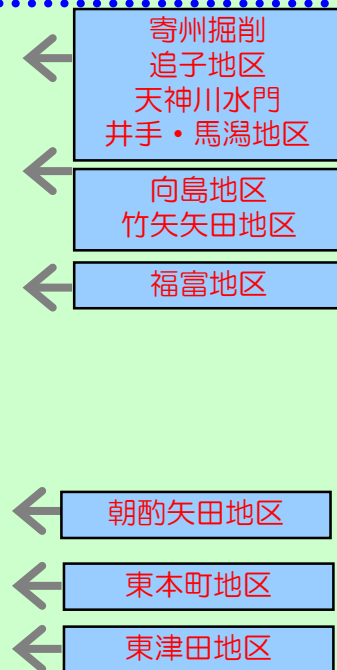 寄州掘削
追子地区
天神川水門
井手・馬潟地区
向島地区
竹矢矢田地区
福富地区
朝酌矢田地区
東本町地区
東津田地区